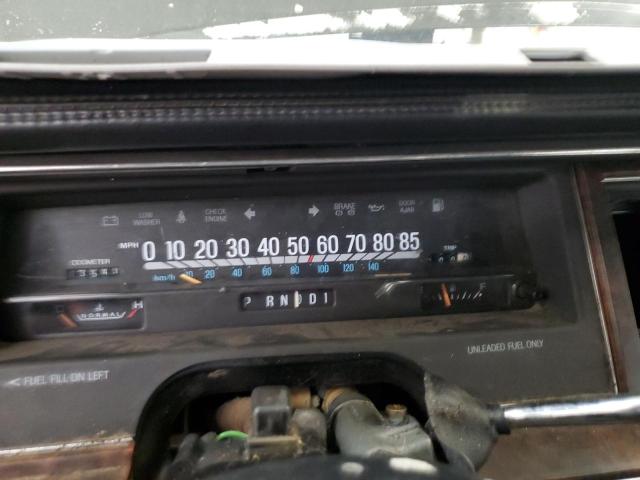 LOW WASHER
CHECK ENGINE
BRAKE
DOOR AJAR
MPH 0 10 20 30 40 50 60 70 80 85
km/h 20 40 60 80 100 120 140
ODOMETER
TRIP
H
NORMAL
P R N D D 1
E F
UNLEADED FUEL ONLY
< FUEL FILL ON LEFT